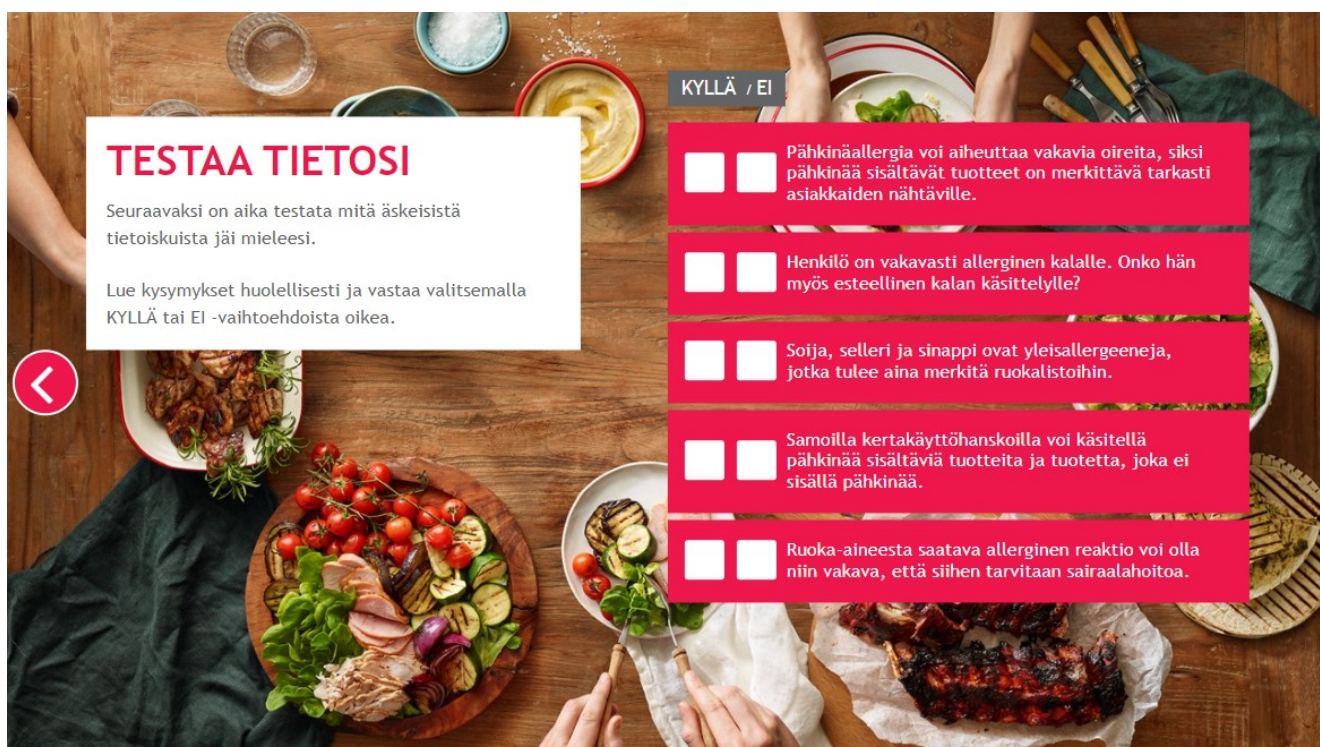 TESTAA TIETOSI
Seuraavaksi on aika testata mitä äskeisistä
tietoiskuista jäi mieleesi.
Lue kysymykset huolellisesti ja vastaa valitsemalla
KYLLÄ tai EI -vaihtoehdoista oikea.
KYLLÄ / EI
Pähkinäallergia voi aiheuttaa vakavia oireita, siksi
pähkinää sisältävät tuotteet on merkittävä tarkasti
asiakkaiden nähtäville.
Henkilö on vakavasti allerginen kalalle. Onko hän
myös esteellinen kalan käsittelylle?
Soija, selleri ja sinappi ovat yleisallergeeneja,
jotka tulee aina merkitä ruokalistoihin.
Samoilla kertakäyttöhanskoilla voi käsitellä
pähkinää sisältäviä tuotteita ja tuotetta, joka ei
sisällä pähkinää.
Ruoka-aineesta saatava allerginen reaktio voi olla
niin vakava, että siihen tarvitaan sairaalahoitoa.